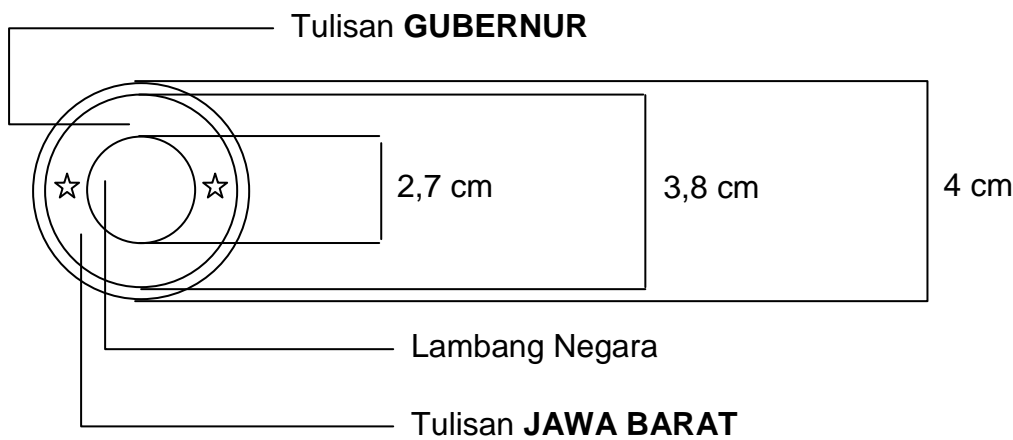 Tulisan GUBERNUR
2,7 cm
3,8 cm
4 cm
Lambang Negara
Tulisan JAWA BARAT